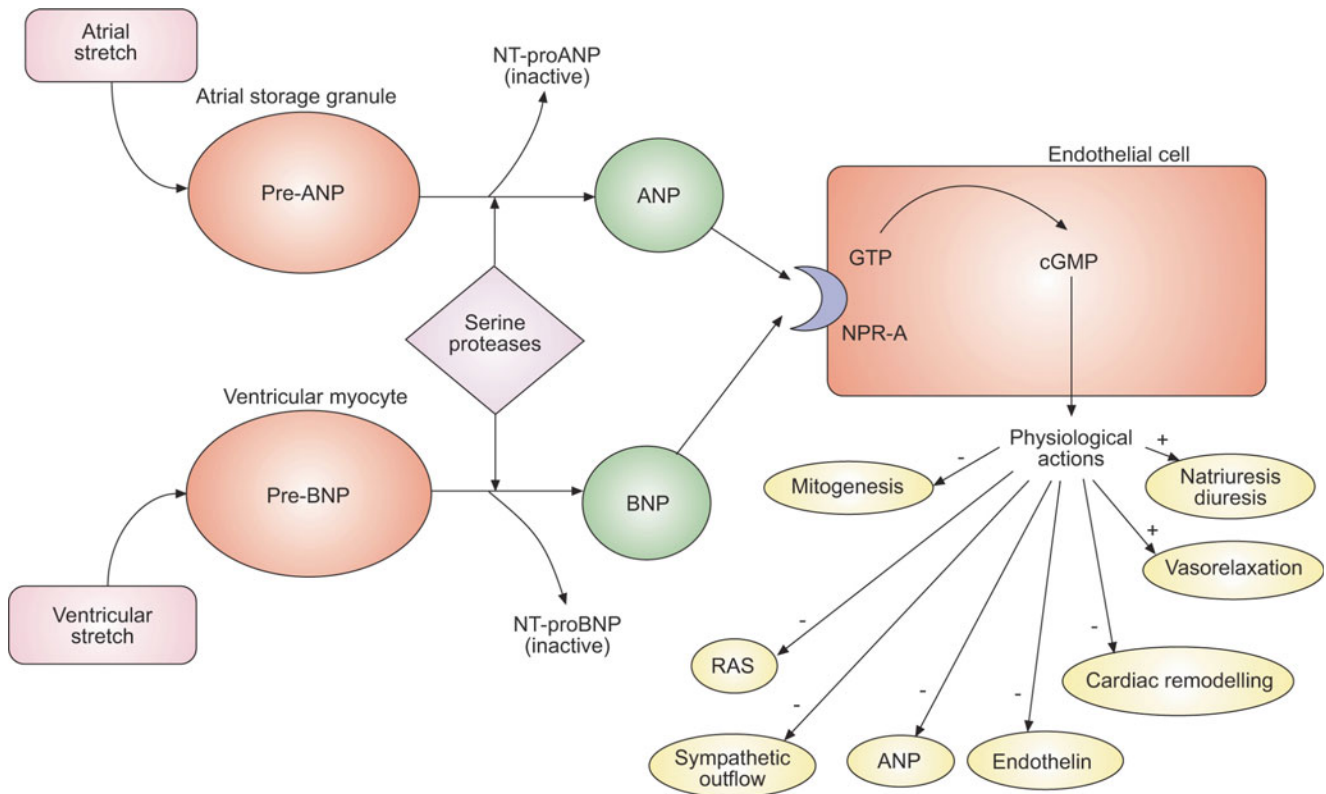 Atrial
stretch
NT-proANP
(inactive)
Atrial storage granule
Pre-ANP
ANP
Endothelial cell
GTP
cGMP
NPR-A
Serine
proteases
Ventricular myocyte
Pre-BNP
BNP
Ventricular
stretch
NT-proBNP
(inactive)
Physiological
actions
-
Mitogenesis
+
Natriuresis
diuresis
+
Vasorelaxation
-
RAS
-
Cardiac remodelling
-
Sympathetic
outflow
-
ANP
-
Endothelin